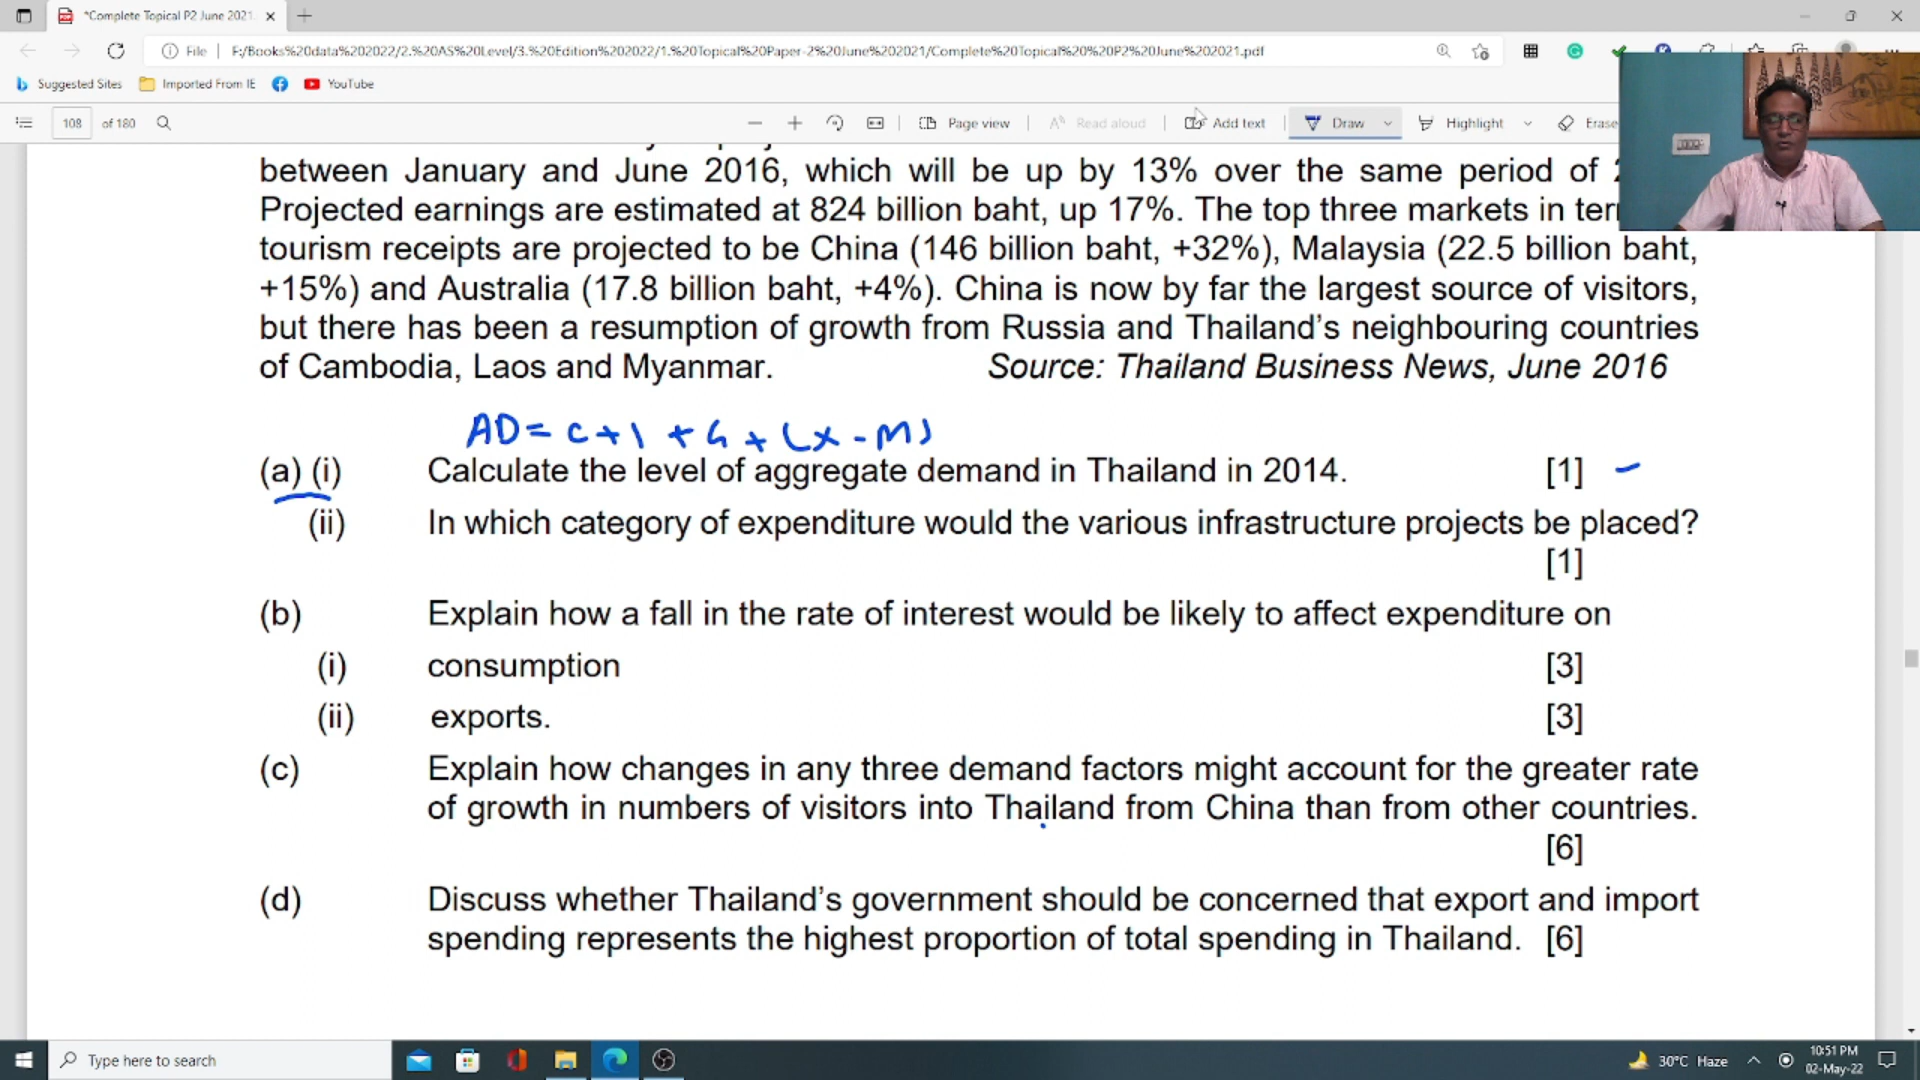 *Complete Topical P2 June 2021
File F:/Books%20data%202022/2.%20AS%20Level/3.%20Edition%202022/1.%20Topical%20Paper-2%20June%202021/Complete%20Topical%20%20P2%20June%202021.pdf
Suggested Sites Imported From IE YouTube
108 of 180 Page view Read aloud Add text Draw Highlight Erase
between January and June 2016, which will be up by 13% over the same period of
Projected earnings are estimated at 824 billion baht, up 17%. The top three markets in
tourism receipts are projected to be China (146 billion baht, +32%), Malaysia (22.5 billion baht,
+15%) and Australia (17.8 billion baht, +4%). China is now by far the largest source of visitors,
but there has been a resumption of growth from Russia and Thailand's neighbouring countries
of Cambodia, Laos and Myanmar. Source: Thailand Business News, June 2016
AD = C + I + G + (X - M)
(a) (i) Calculate the level of aggregate demand in Thailand in 2014. [1]
(ii) In which category of expenditure would the various infrastructure projects be placed?
[1]
(b) Explain how a fall in the rate of interest would be likely to affect expenditure on
(i) consumption [3]
(ii) exports. [3]
(c) Explain how changes in any three demand factors might account for the greater rate
of growth in numbers of visitors into Thailand from China than from other countries.
[6]
(d) Discuss whether Thailand's government should be concerned that export and import
spending represents the highest proportion of total spending in Thailand. [6]
Type here to search 30°C Haze 10:51 PM
02-May-22